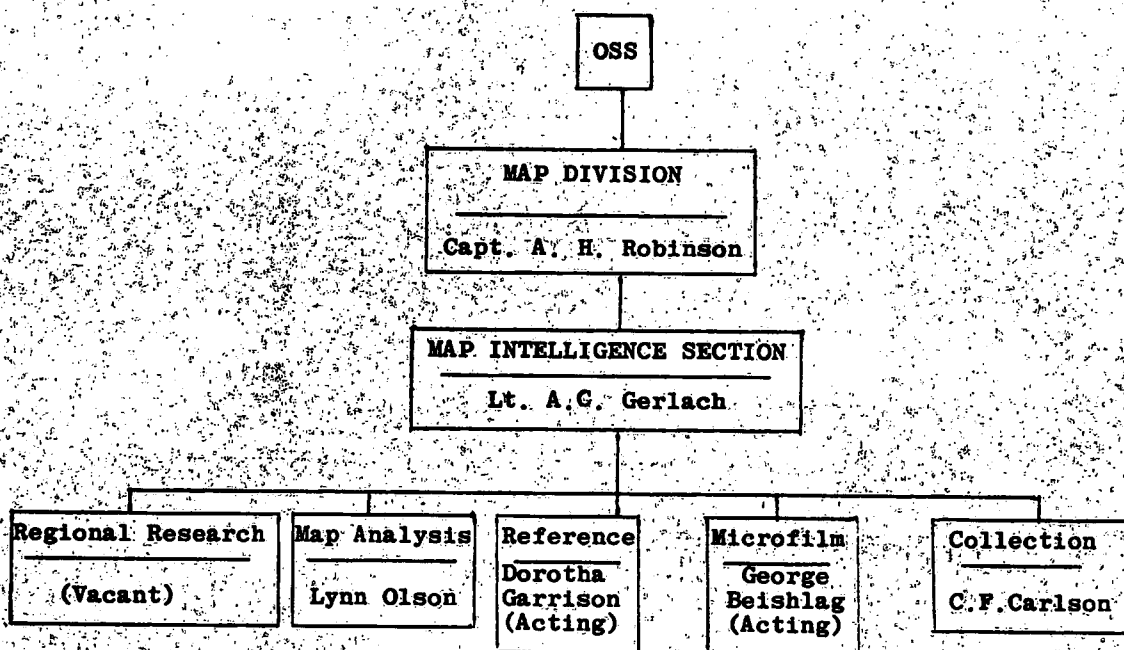 OSS
MAP DIVISION
Capt. A. H. Robinson
MAP INTELLIGENCE SECTION
Lt. A.G. Gerlach
Regional Research
(Vacant)
Map Analysis
Lynn Olson
Reference
Dorotha
Garrison
(Acting)
Microfilm
George
Beishlag
(Acting)
Collection
C.F.Carlson